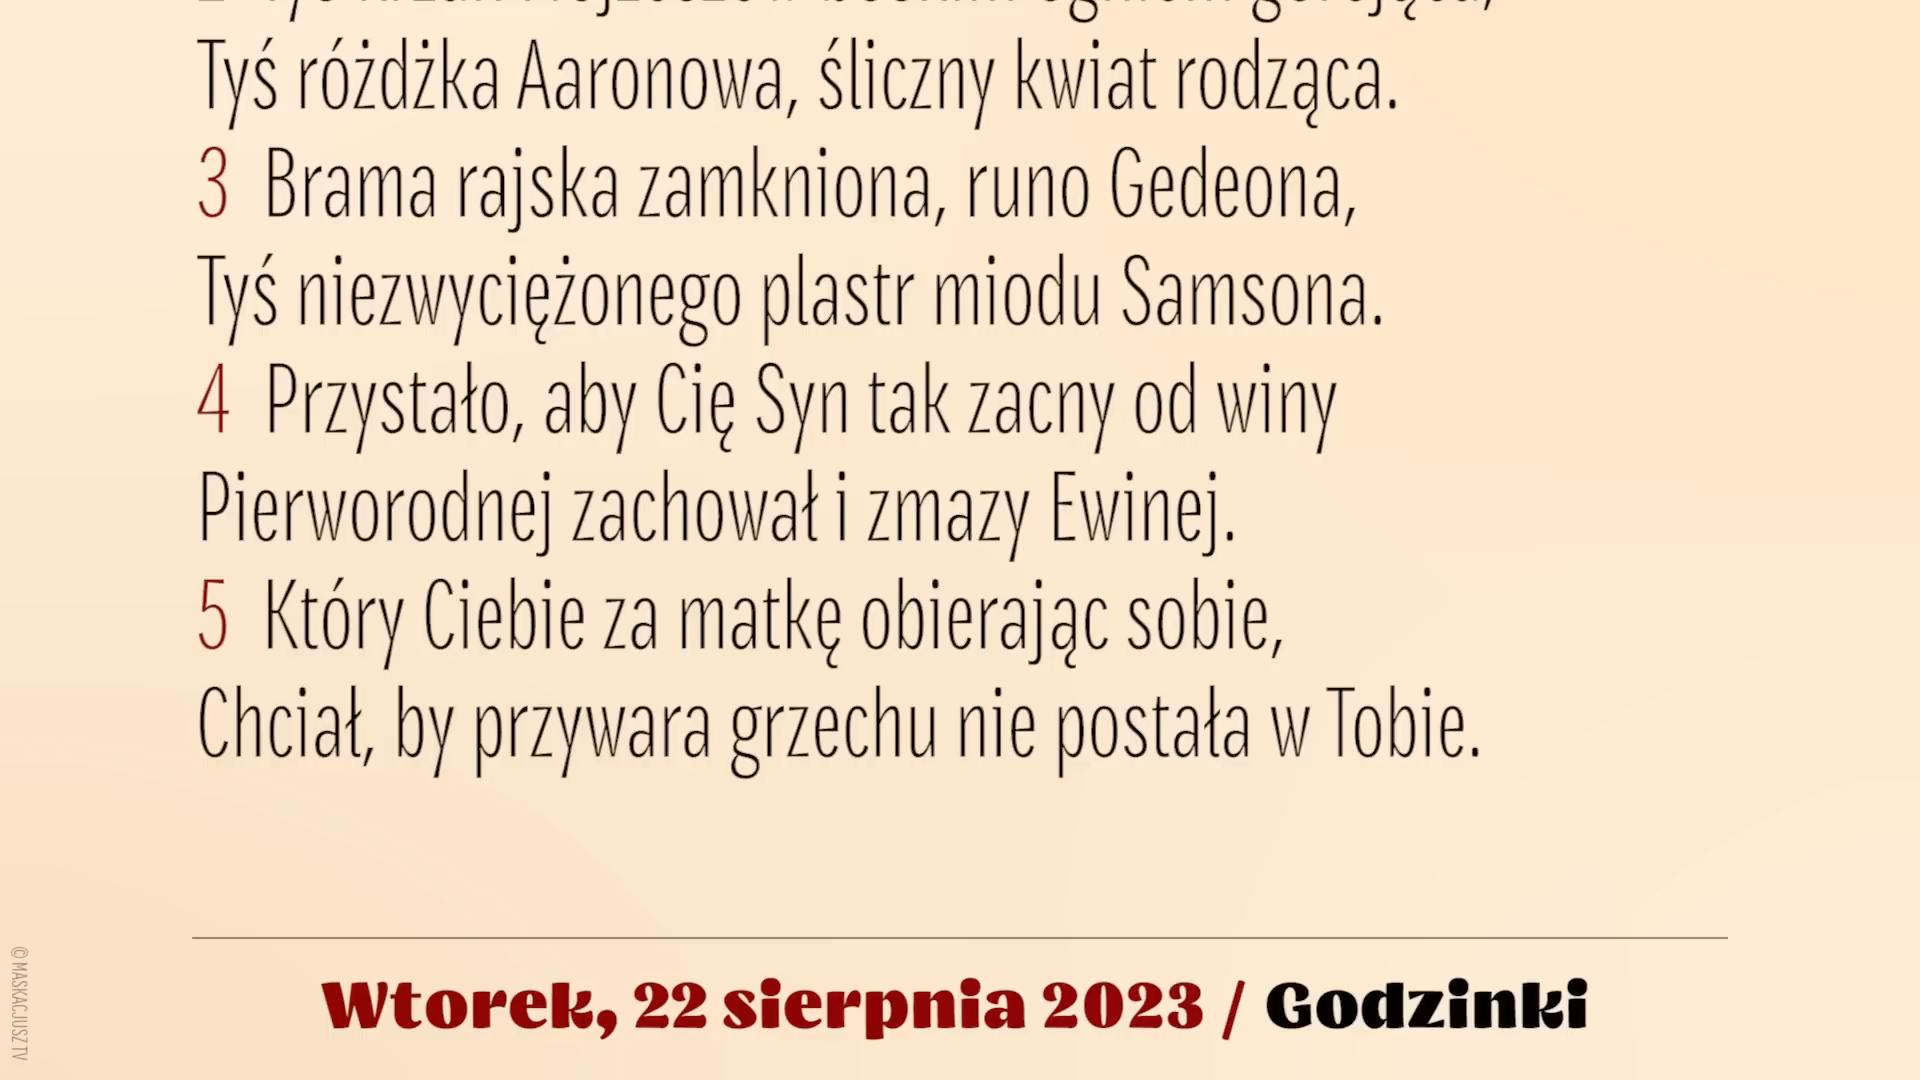 Tyś różdżka Aaronowa, śliczny kwiat rodząca.
3 Brama rajska zamkniona, runo Gedeona,
Tyś niezwyciężonego plastr miodu Samsona.
4 Przystało, aby Cię Syn tak zacny od winy
Pierworodnej zachował i zmazy Ewinej.
5 Który Ciebie za matkę obierając sobie,
Chciał, by przywara grzechu nie postała w Tobie.
Wtorek, 22 sierpnia 2023 / Godzinki
© MASKACJUSZ TV